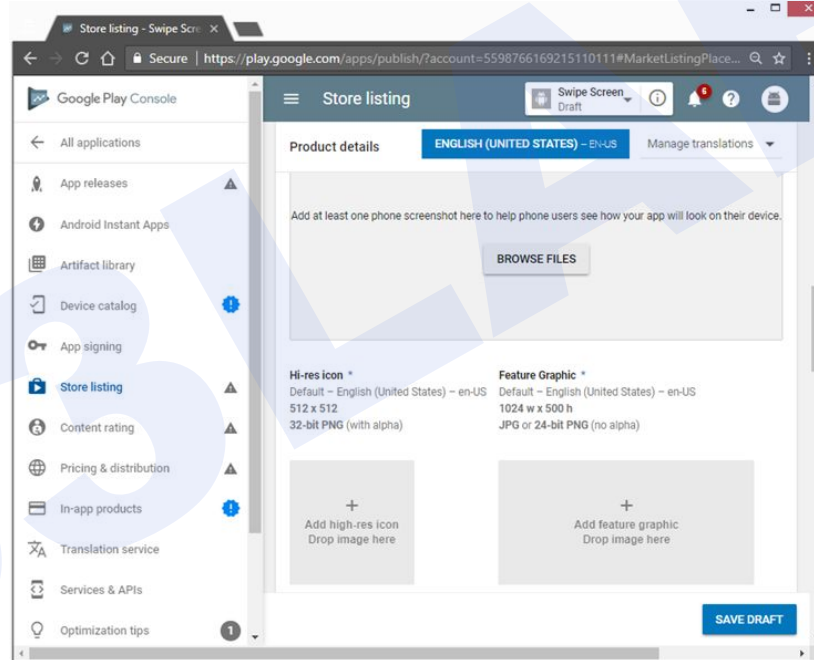 Store listing - Swipe Scre
Secure | https://play.google.com/apps/publish/?account=5598766169215110111#MarketListingPlace...
Google Play Console
Store listing
Swipe Screen
Draft
6
All applications
Product details
ENGLISH (UNITED STATES) – EN-US
Manage translations
App releases
Android Instant Apps
Artifact library
Device catalog
App signing
Store listing
Content rating
Pricing & distribution
In-app products
Translation service
Services & APIs
Optimization tips
1
Add at least one phone screenshot here to help phone users see how your app will look on their device.
BROWSE FILES
Hi-res icon *
Default – English (United States) – en-US
512 x 512
32-bit PNG (with alpha)
Feature Graphic *
Default – English (United States) – en-US
1024 w x 500 h
JPG or 24-bit PNG (no alpha)
+
Add high-res icon
Drop image here
+
Add feature graphic
Drop image here
SAVE DRAFT